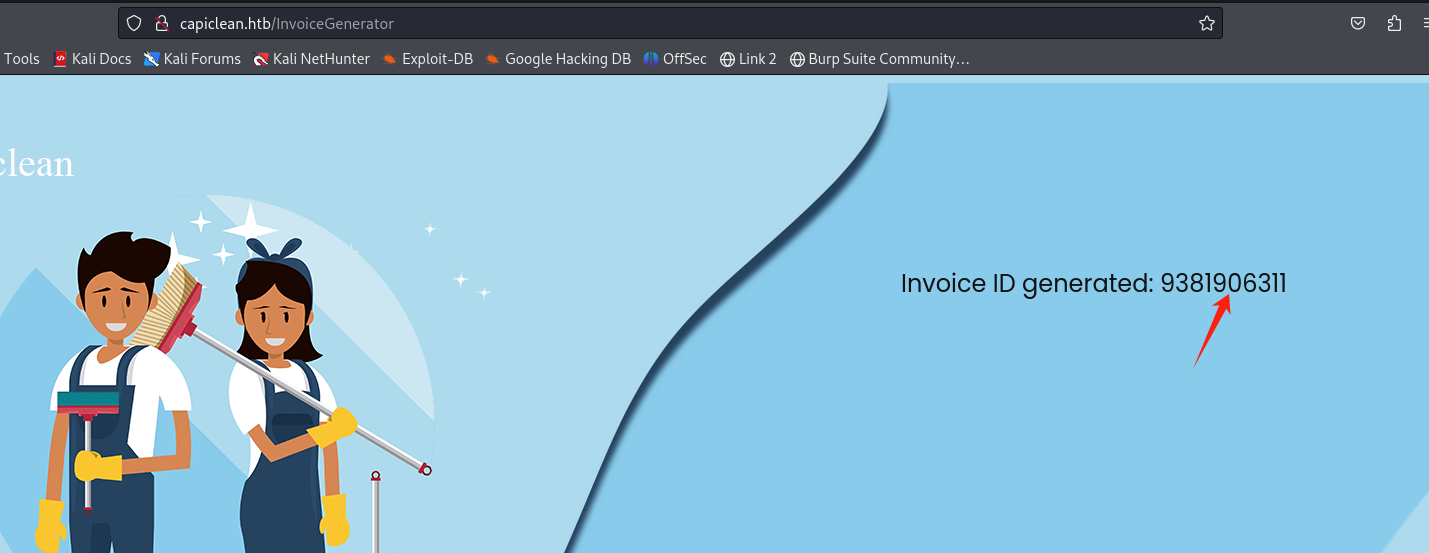 capiclean.htb/InvoiceGenerator
Tools Kali Docs Kali Forums Kali NetHunter Exploit-DB Google Hacking DB OffSec Link 2 Burp Suite Community…
clean
Invoice ID generated: 9381906311